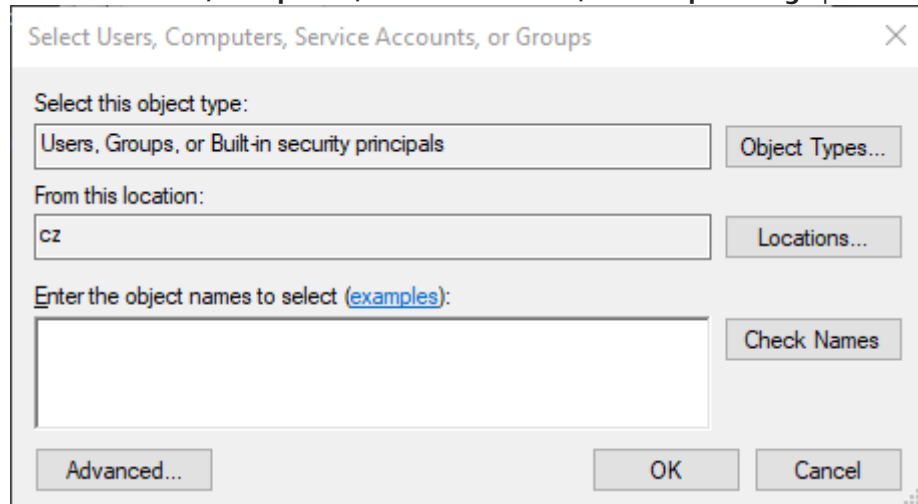 Select Users, Computers, Service Accounts, or Groups
Select this object type:
Users, Groups, or Built-in security principals
Object Types...
From this location:
cz
Locations...
Enter the object names to select (examples):
Check Names
Advanced...
OK
Cancel